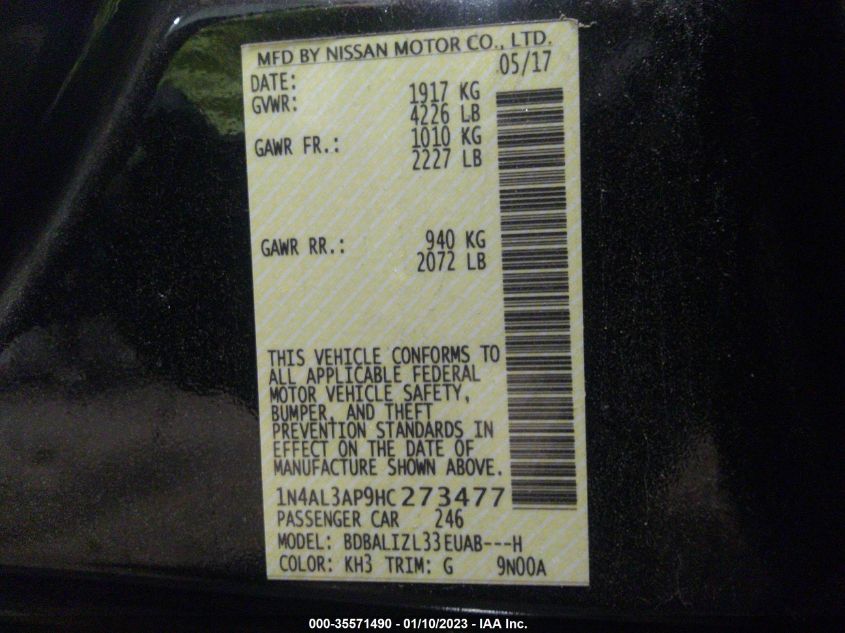 MFD BY NISSAN MOTOR CO., LTD.
DATE: 05/17
GVWR: 1917 KG
4226 LB
GAWR FR.: 1010 KG
2227 LB
GAWR RR.: 940 KG
2072 LB
THIS VEHICLE CONFORMS TO
ALL APPLICABLE FEDERAL
MOTOR VEHICLE SAFETY,
BUMPER, AND THEFT
PREVENTION STANDARDS IN
EFFECT ON THE DATE OF
MANUFACTURE SHOWN ABOVE.
1N4AL3AP9HC273477
PASSENGER CAR 246
MODEL: BDBALIZL33EUAB---H
COLOR: KH3 TRIM: G 9N00A
000-35571490 — 01/10/2023 - IAA Inc.